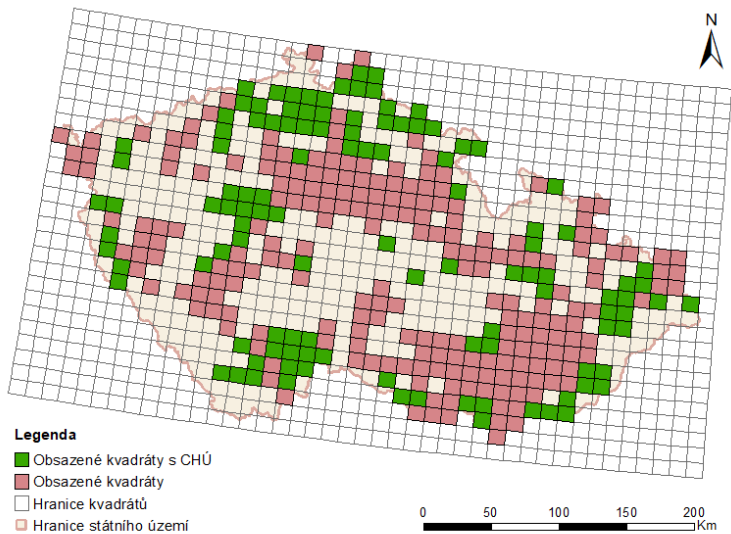 N
Legenda
Obsazené kvadráty s CHÚ
Obsazené kvadráty
Hranice kvadrátů
Hranice státního území
0 50 100 150 200
Km